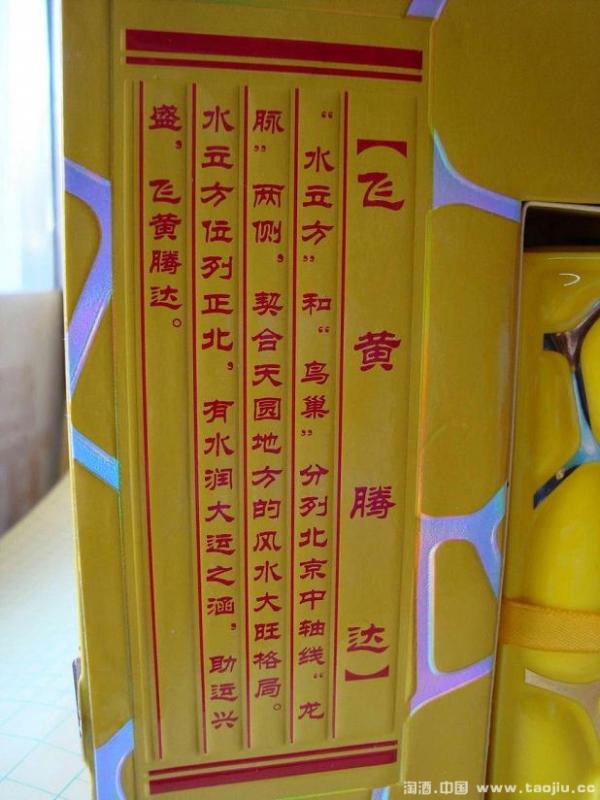 【飞黄腾达】
“水立方”和“鸟巢”分列北京中轴线“龙
脉”两侧，契合天园地方的风水大旺格局。
水立方位列正北，有水润大运之涵，助运兴
盛，飞黄腾达。
淘酒.中国 www.taojiu.cc